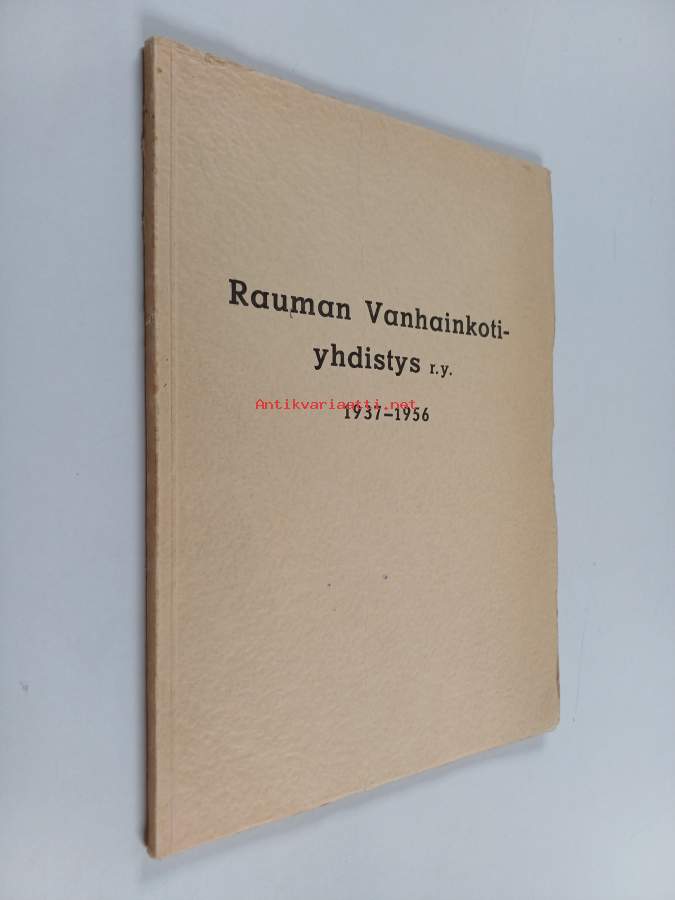 Rauman Vanhainkoti-
yhdistys r.y.
Antikvariaatti.net
1937–1956